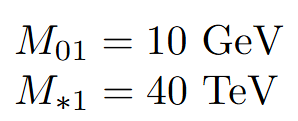 M₀₁ = 10 GeV
M∗₁ = 40 TeV